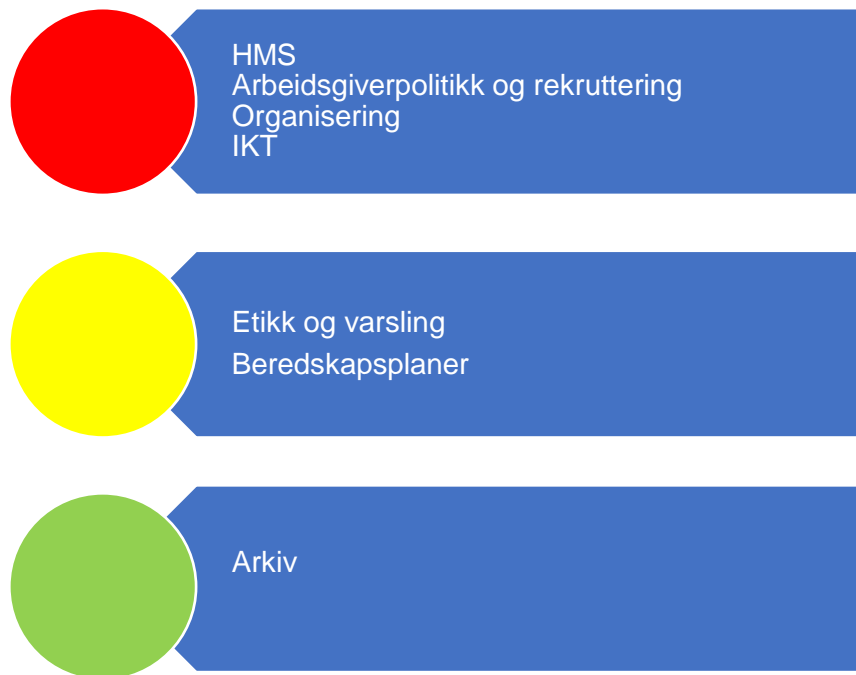 HMS
Arbeidsgiverpolitikk og rekruttering
Organisering
IKT
Etikk og varsling
Beredskapsplaner
Arkiv